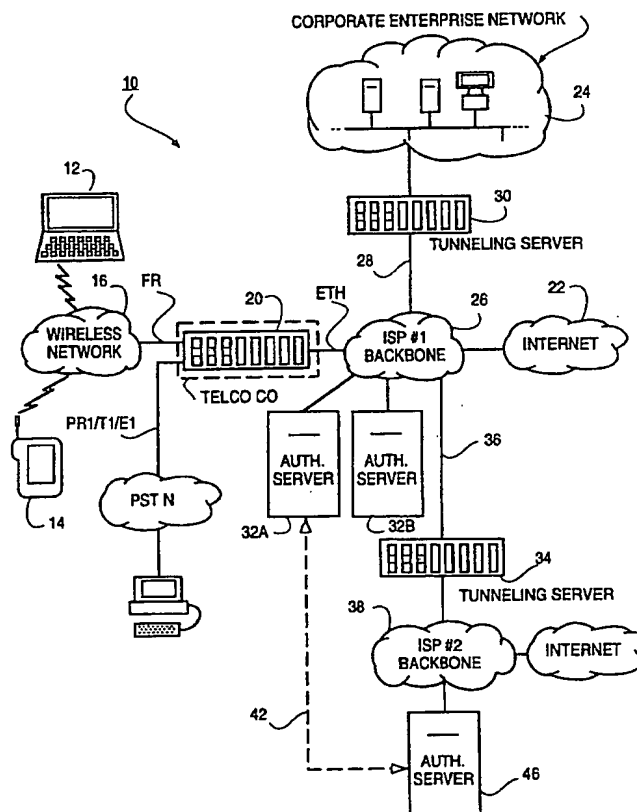 CORPORATE ENTERPRISE NETWORK
10
24
12
30
TUNNELING SERVER
28
16
FR
20
ETH
26
22
WIRELESS
NETWORK
ISP #1
BACKBONE
INTERNET
TELCO CO
PR1/T1/E1
36
AUTH.
SERVER
AUTH.
SERVER
14
PST N
32A
32B
34
TUNNELING SERVER
38
ISP #2
BACKBONE
INTERNET
42
AUTH.
SERVER
46